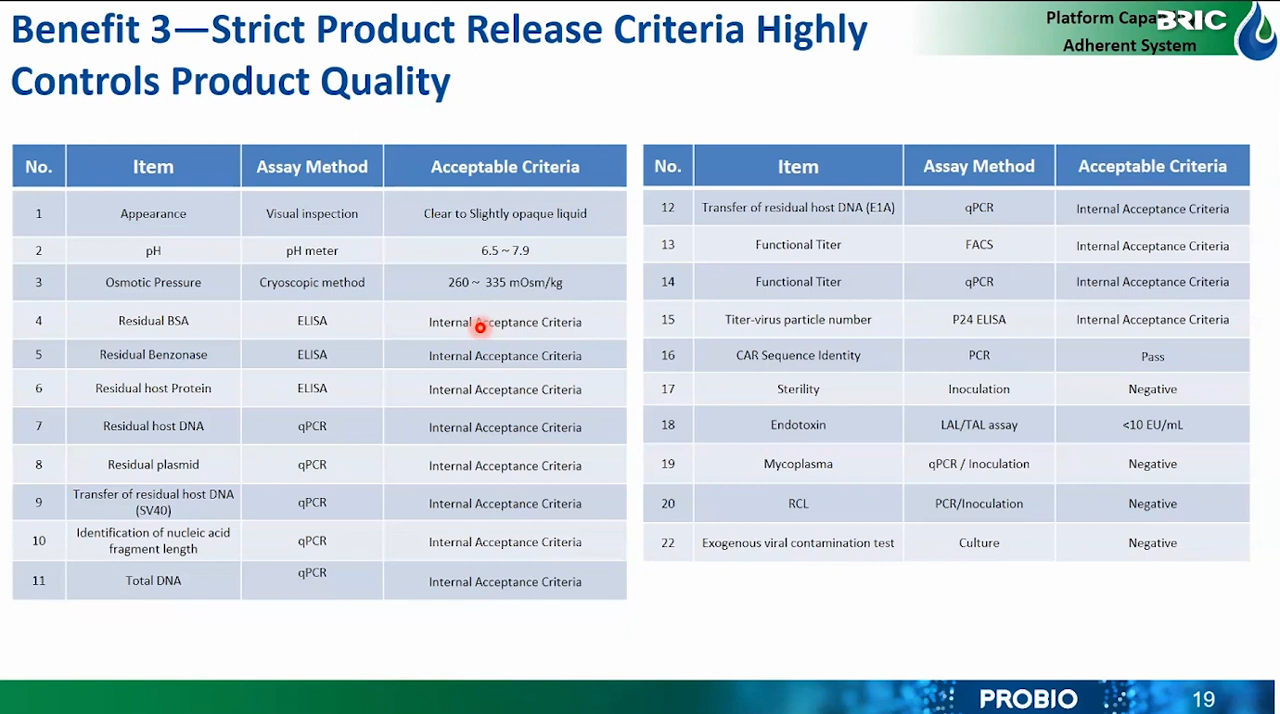 Benefit 3—Strict Product Release Criteria Highly
Controls Product Quality
Platform Capa
BRIC
Adherent System
No. Item Assay Method Acceptable Criteria
1 Appearance Visual inspection Clear to Slightly opaque liquid
2 pH pH meter 6.5 ~ 7.9
3 Osmotic Pressure Cryoscopic method 260 ~ 335 mOsm/kg
4 Residual BSA ELISA Internal Acceptance Criteria
5 Residual Benzonase ELISA Internal Acceptance Criteria
6 Residual host Protein ELISA Internal Acceptance Criteria
7 Residual host DNA qPCR Internal Acceptance Criteria
8 Residual plasmid qPCR Internal Acceptance Criteria
9 Transfer of residual host DNA
(SV40) qPCR Internal Acceptance Criteria
10 Identification of nucleic acid
fragment length qPCR Internal Acceptance Criteria
11 Total DNA qPCR Internal Acceptance Criteria
No. Item Assay Method Acceptable Criteria
12 Transfer of residual host DNA (E1A) qPCR Internal Acceptance Criteria
13 Functional Titer FACS Internal Acceptance Criteria
14 Functional Titer qPCR Internal Acceptance Criteria
15 Titer-virus particle number P24 ELISA Internal Acceptance Criteria
16 CAR Sequence Identity PCR Pass
17 Sterility Inoculation Negative
18 Endotoxin LAL/TAL assay <10 EU/mL
19 Mycoplasma qPCR / Inoculation Negative
20 RCL PCR/Inoculation Negative
22 Exogenous viral contamination test Culture Negative
PROBIO 19